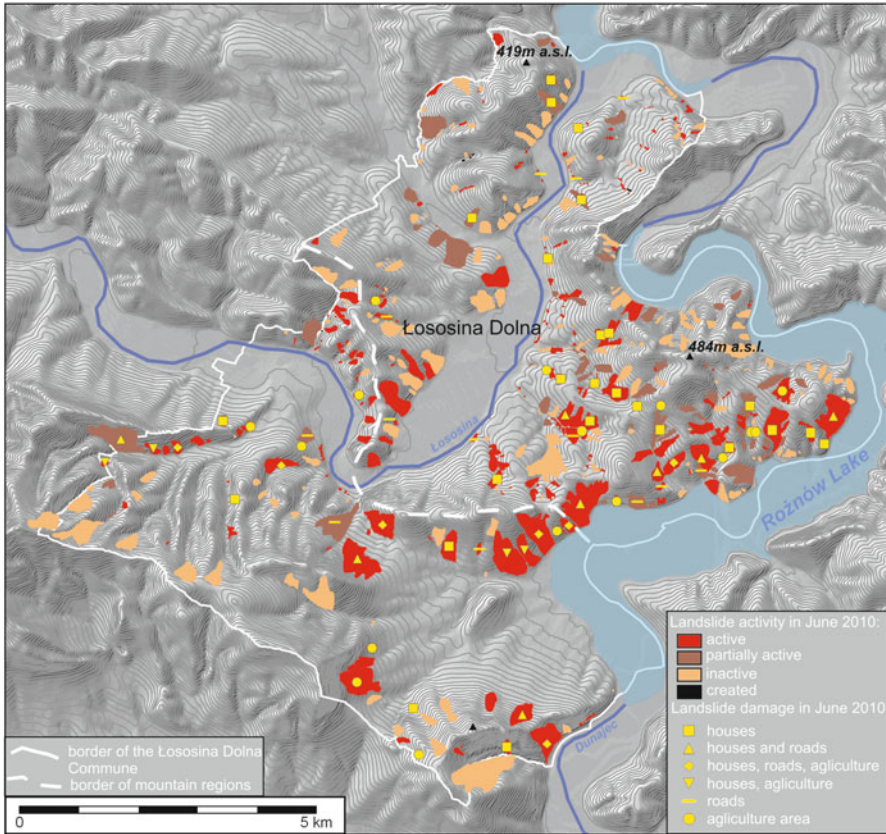 419m a.s.l.
Łososina Dolna
484m a.s.l.
Łososina
Rożnów Lake
Dunajec
Landslide activity in June 2010:
active
partially active
inactive
created
Landslide damage in June 2010
houses
houses and roads
houses, roads, agliculture
houses, agliculture
roads
agliculture area
border of the Łososina Dolna
Commune
border of mountain regions
0 5 km